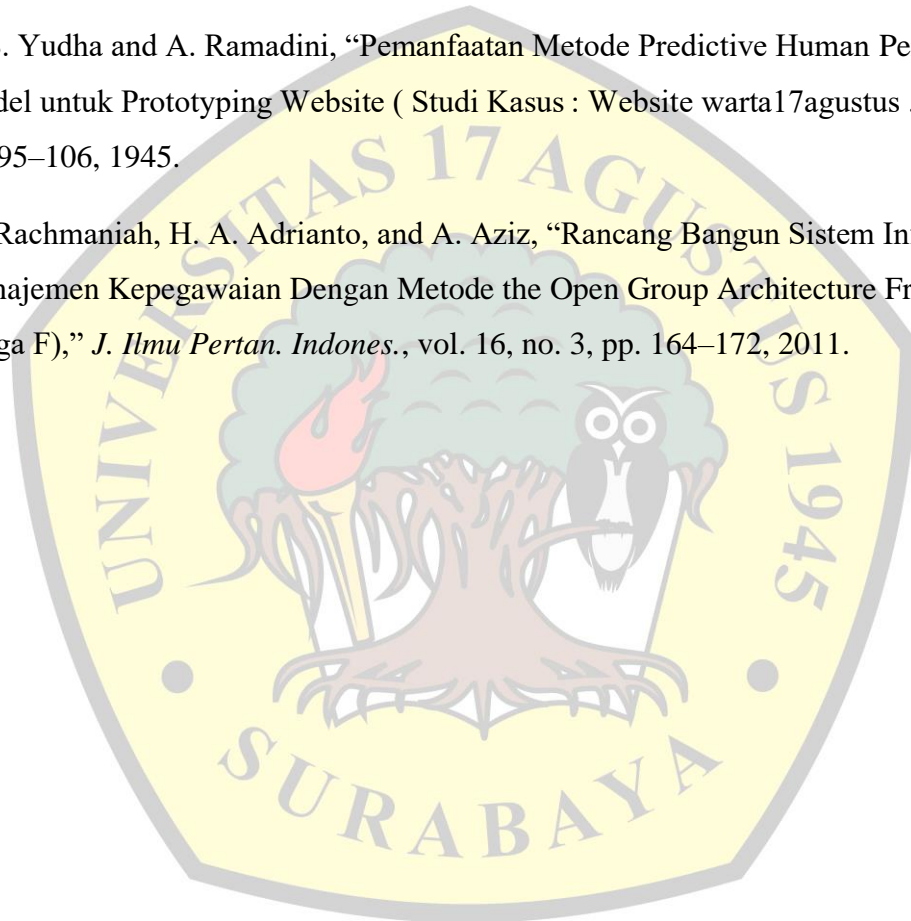 . Yudha and A. Ramadini, “Pemanfaatan Metode Predictive Human Pe
del untuk Prototyping Website ( Studi Kasus : Website warta17agustus .
95–106, 1945.
Rachmaniah, H. A. Adrianto, and A. Aziz, “Rancang Bangun Sistem In
najemen Kepegawaian Dengan Metode the Open Group Architecture Fr
ga F),” J. Ilmu Pertan. Indones., vol. 16, no. 3, pp. 164–172, 2011.
UNIVERSITAS 17 AGUSTUS 1945
SURABAYA